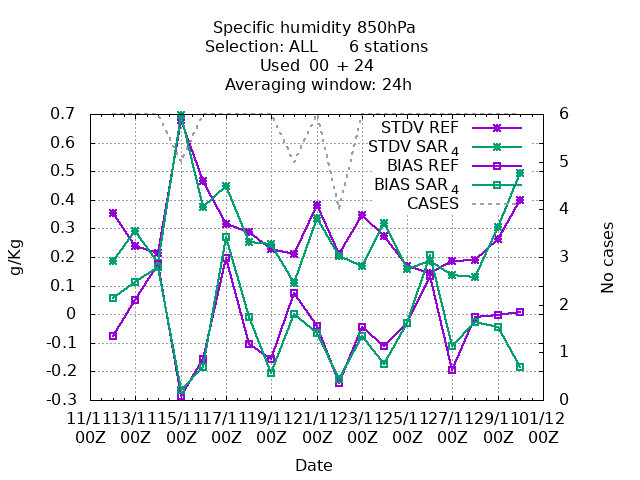 Specific humidity 850hPa
Selection: ALL 6 stations
Used 00 + 24
Averaging window: 24h
0.7
0.6
0.5
0.4
0.3
0.2
0.1
0
-0.1
-0.2
-0.3
g/Kg
STDV REF
STDV SAR4
BIAS REF
BIAS SAR4
CASES
6
5
4
3
2
1
0
No cases
11/11 13/11 15/11 17/11 19/11 21/11 23/11 25/11 27/11 29/11 01/12
00Z 00Z 00Z 00Z 00Z 00Z 00Z 00Z 00Z 00Z 00Z
Date